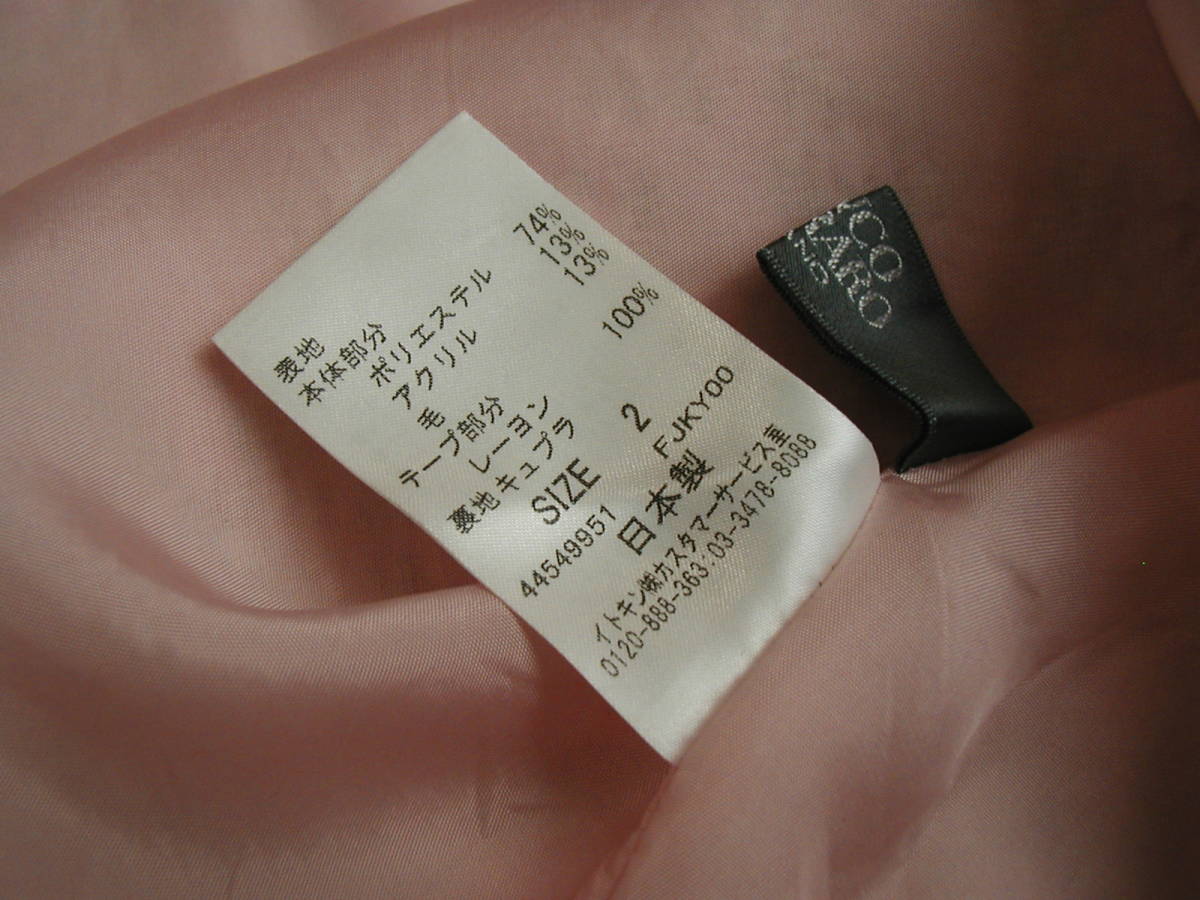 表地
本体部分
ポリエステル 74%
アクリル 13%
毛 13%
テープ部分
レーヨン 100%
裏地キュプラ
SIZE 2
44549951 FJKY00
日本製
イトキン㈱カスタマーサービス室
0120-888-363:03-3478-8088
CO
ARO